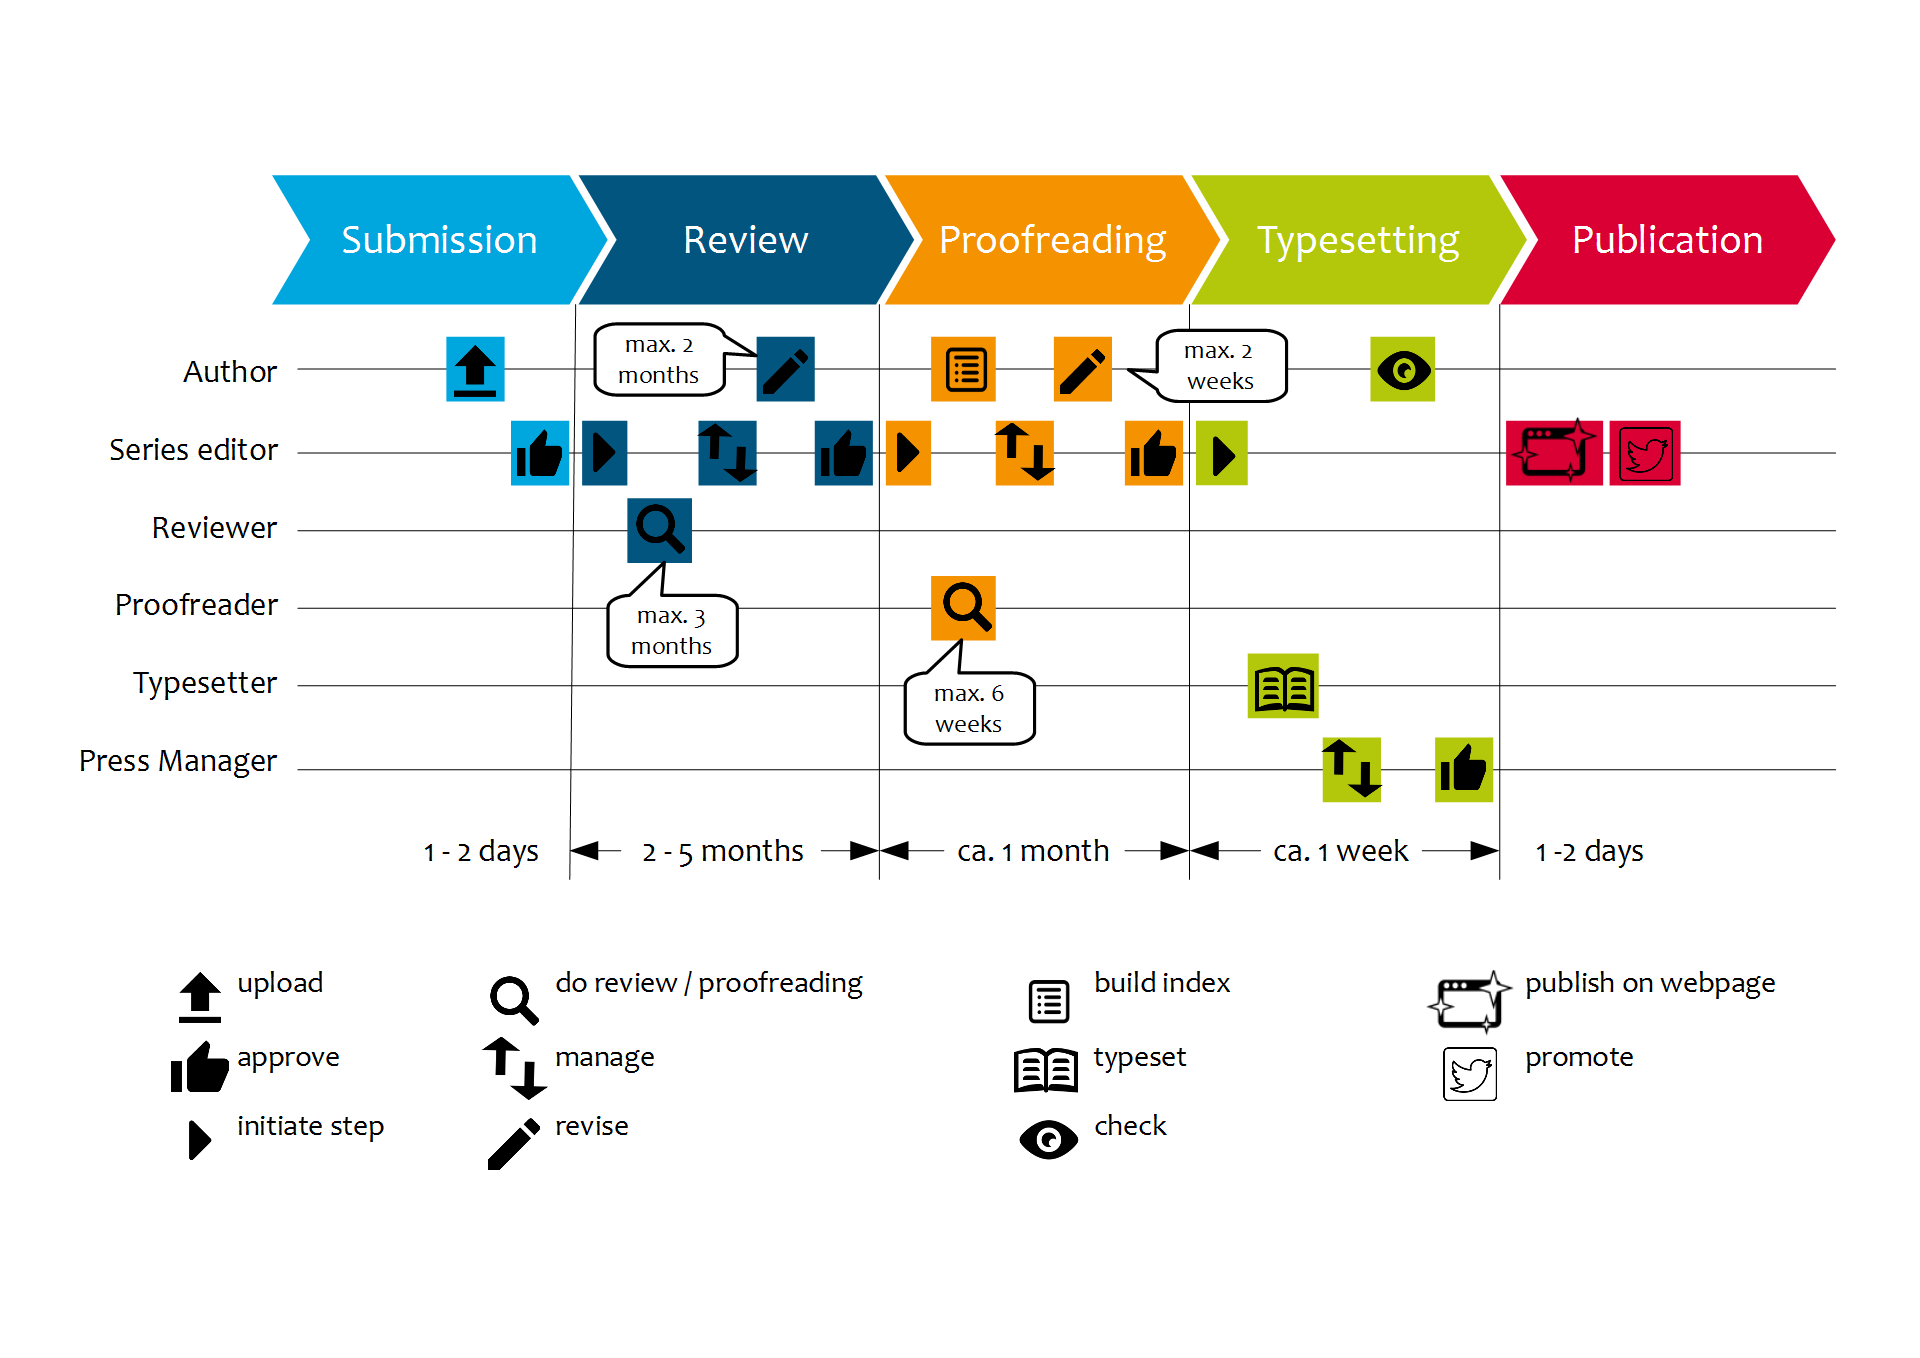 Submission
Review
Proofreading
Typesetting
Publication
Author
max. 2
months
max. 2
weeks
Series editor
Reviewer
Proofreader
max. 3
months
Typesetter
max. 6
weeks
Press Manager
1 - 2 days
2 - 5 months
ca. 1 month
ca. 1 week
1 -2 days
upload
do review / proofreading
build index
publish on webpage
approve
manage
typeset
promote
initiate step
revise
check